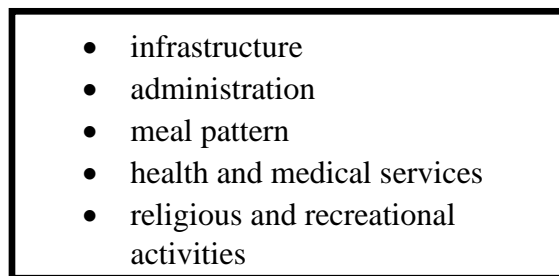 • infrastructure
• administration
• meal pattern
• health and medical services
• religious and recreational
activities